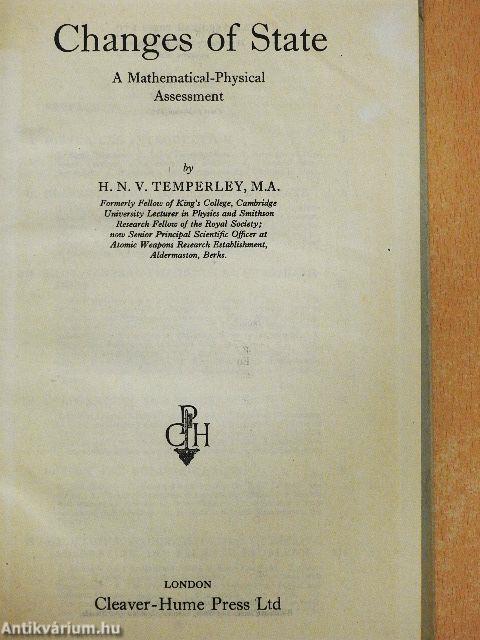 Changes of State
A Mathematical-Physical
Assessment
by
H. N. V. TEMPERLEY, M.A.
Formerly Fellow of King's College, Cambridge
University Lecturer in Physics and Smithson
Research Fellow of the Royal Society;
now Senior Principal Scientific Officer at
Atomic Weapons Research Establishment,
Aldermaston, Berks.
CPH
LONDON
Cleaver-Hume Press Ltd
Antikvárium.hu